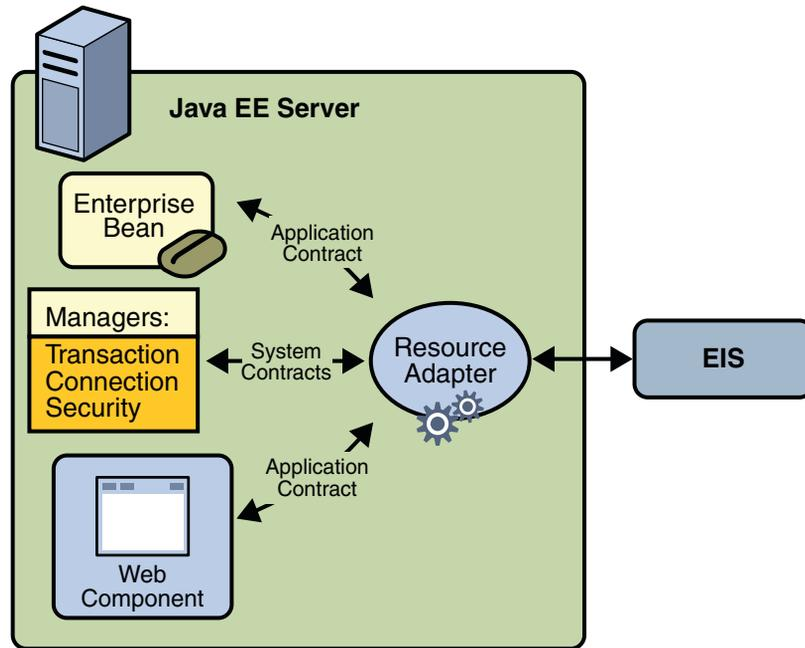 Java EE Server
Enterprise
Bean
Application
Contract
Managers:
Transaction
Connection
Security
System
Contracts
Resource
Adapter
EIS
Application
Contract
Web
Component